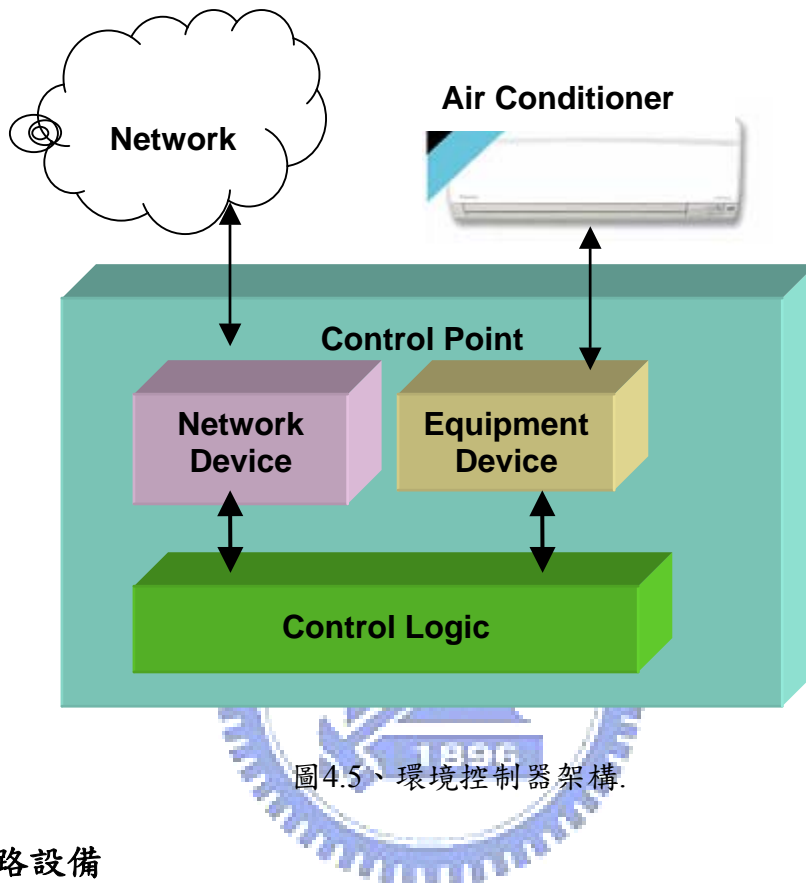 Network
Air Conditioner
Control Point
Network
Device
Equipment
Device
Control Logic
1896
圖4.5、環境控制器架構.
路設備